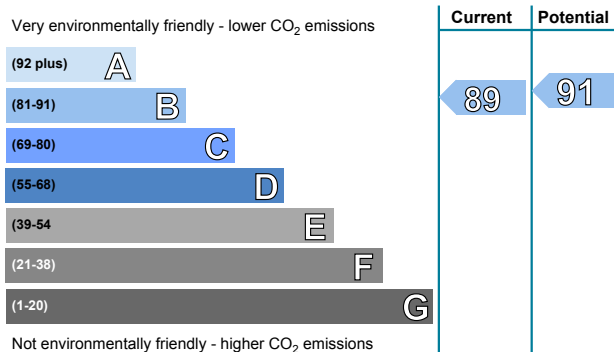 Very environmentally friendly - lower CO₂ emissions
Current
Potential
(92 plus) A
(81-91) B
89
91
(69-80) C
(55-68) D
(39-54 E
(21-38) F
(1-20) G
Not environmentally friendly - higher CO₂ emissions